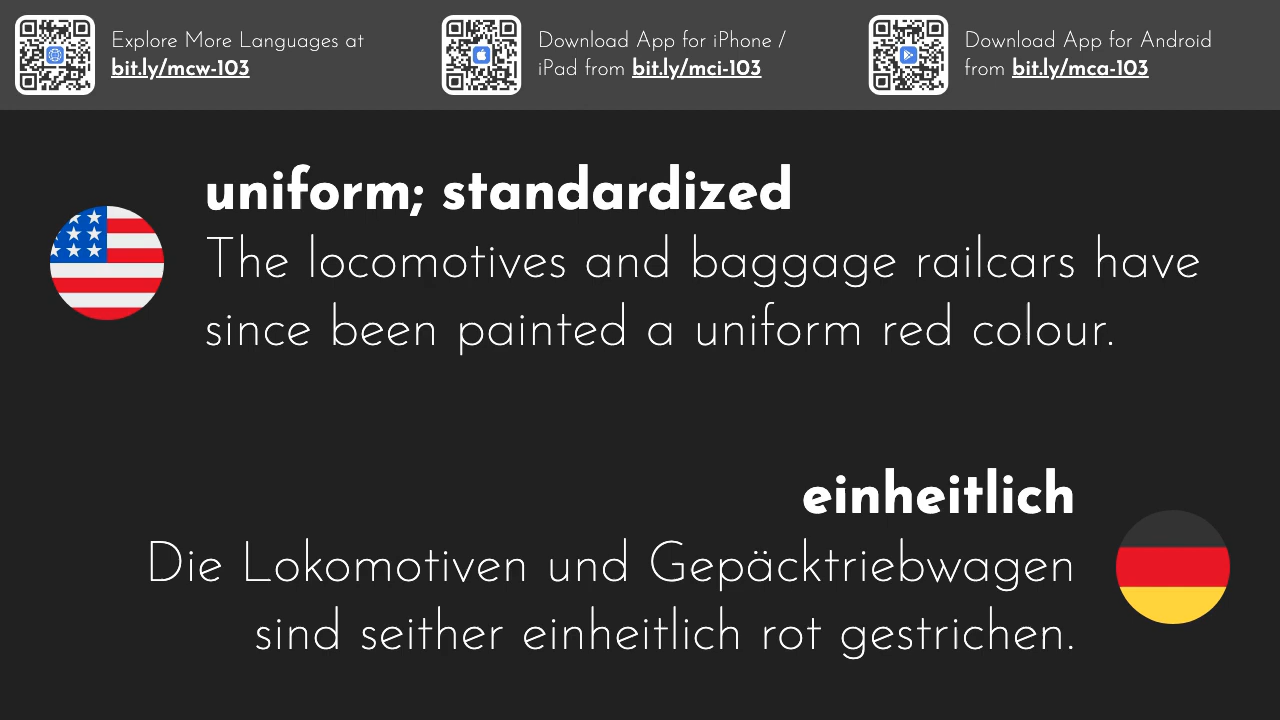 Explore More Languages at
bit.ly/mcw-103
Download App for iPhone /
iPad from bit.ly/mci-103
Download App for Android
from bit.ly/mca-103
uniform; standardized
The locomotives and baggage railcars have
since been painted a uniform red colour.
einheitlich
Die Lokomotiven und Gepäcktriebwagen
sind seither einheitlich rot gestrichen.